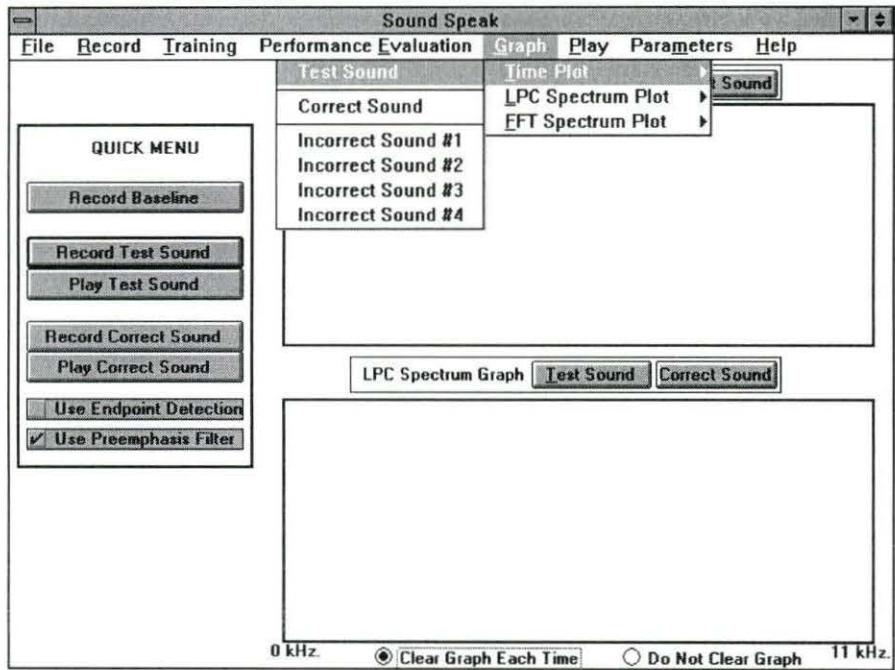 Sound Speak
File Record Training Performance Evaluation Graph Play Parameters Help
Test Sound
Correct Sound
Incorrect Sound #1
Incorrect Sound #2
Incorrect Sound #3
Incorrect Sound #4
Time Plot
LPC Spectrum Plot
FFT Spectrum Plot
Sound
QUICK MENU
Record Baseline
Record Test Sound
Play Test Sound
Record Correct Sound
Play Correct Sound
Use Endpoint Detection
Use Preemphasis Filter
LPC Spectrum Graph Test Sound Correct Sound
0 kHz. Clear Graph Each Time Do Not Clear Graph 11 kHz.